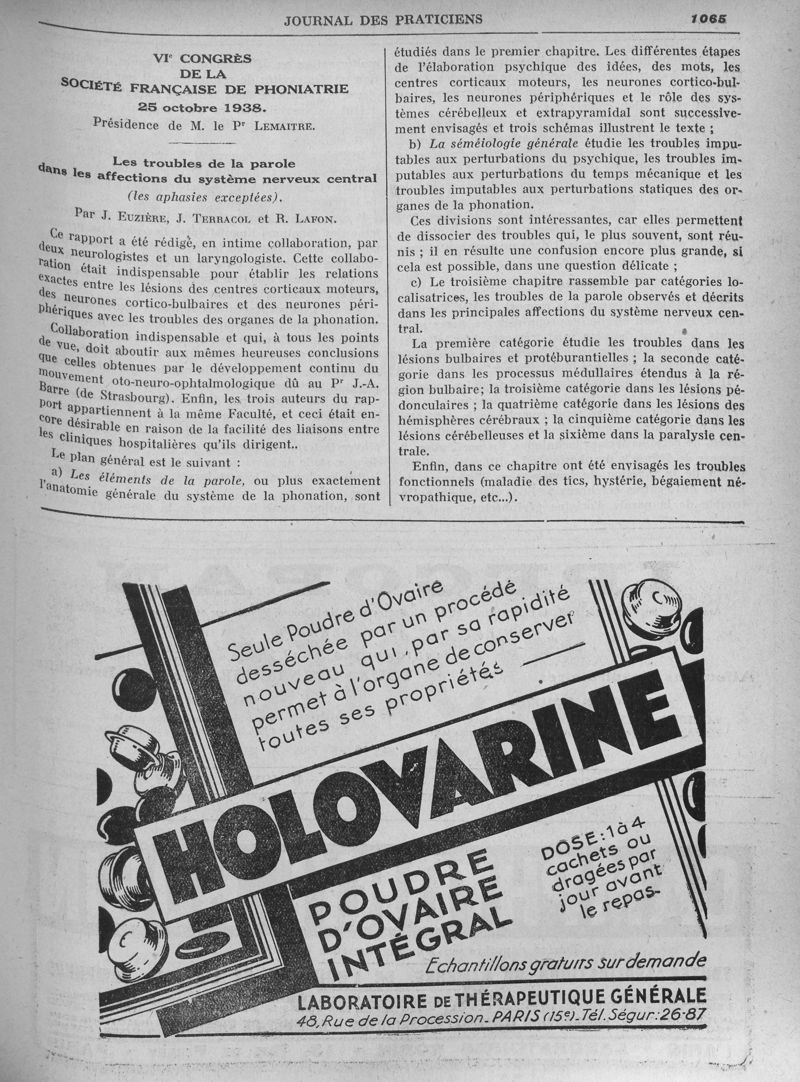 JOURNAL DES PRATICIENS
1065
VIe CONGRÈS
DE LA
SOCIÉTÉ FRANÇAISE DE PHONIATRIE
25 octobre 1938.
Présidence de M. le Pr LEMAITRE.
Les troubles de la parole
dans les affections du système nerveux central
(les aphasies exceptées).
Par J. EUZIÈRE, J. TERRACOL et R. LAFON.
Ce rapport a été rédigé, en intime collaboration, par
deux neurologistes et un laryngologiste. Cette collabo-
ration était indispensable pour établir les relations
exactes entre les lésions des centres corticaux moteurs,
des neurones cortico-bulbaires et des neurones péri-
phériques avec les troubles des organes de la phonation.
Collaboration indispensable et qui, à tous les points
de vue, doit aboutir aux mêmes heureuses conclusions
que celles obtenues par le développement continu du
mouvement oto-neuro-ophtalmologique dû au Pr J.-A.
Barre (de Strasbourg). Enfin, les trois auteurs du rap-
port appartiennent à la même Faculté, et ceci était en-
core désirable en raison de la facilité des liaisons entre
les cliniques hospitalières qu'ils dirigent..
Le plan général est le suivant :
a) Les éléments de la parole, ou plus exactement
l'anatomie générale du système de la phonation, sont
étudiés dans le premier chapitre. Les différentes étapes
de l'élaboration psychique des idées, des mots, les
centres corticaux moteurs, les neurones cortico-bul-
baires, les neurones périphériques et le rôle des sys-
tèmes cérébelleux et extrapyramidal sont successive-
ment envisagés et trois schémas illustrent le texte ;
b) La séméiologie générale étudie les troubles impu-
tables aux perturbations du psychique, les troubles im-
putables aux perturbations du temps mécanique et les
troubles imputables aux perturbations statiques des or-
ganes de la phonation.
Ces divisions sont intéressantes, car elles permettent
de dissocier des troubles qui, le plus souvent, sont réu-
nis ; il en résulte une confusion encore plus grande, si
cela est possible, dans une question délicate ;
c) Le troisième chapitre rassemble par catégories lo-
calisatrices, les troubles de la parole observés et décrits
dans les principales affections du système nerveux cen-
tral.
La première catégorie étudie les troubles dans les
lésions bulbaires et protéburantielles ; la seconde caté-
gorie dans les processus médullaires étendus à la ré-
gion bulbaire; la troisième catégorie dans les lésions pé-
donculaires ; la quatrième catégorie dans les lésions des
hémisphères cérébraux ; la cinquième catégorie dans les
lésions cérébelleuses et la sixième dans la paralysie cen-
trale.
Enfin, dans ce chapitre ont été envisagés les troubles
fonctionnels (maladie des tics, hystérie, bégaiement né-
vropathique, etc...).
Seule Poudre d'Ovaire
desséchée par un procédé
nouveau qui, par sa rapidité
permet à l'organe de conserver
toutes ses propriétés
HOLOVARINE
POUDRE
D'OVAIRE
INTÉGRAL
DOSE : 1 à 4
cachets ou
dragées par
jour avant
le repas-
Echantillons gratuits sur demande
LABORATOIRE DE THÉRAPEUTIQUE GÉNÉRALE
48, Rue de la Procession - PARIS (15e) - Tél. Ségur : 26-87